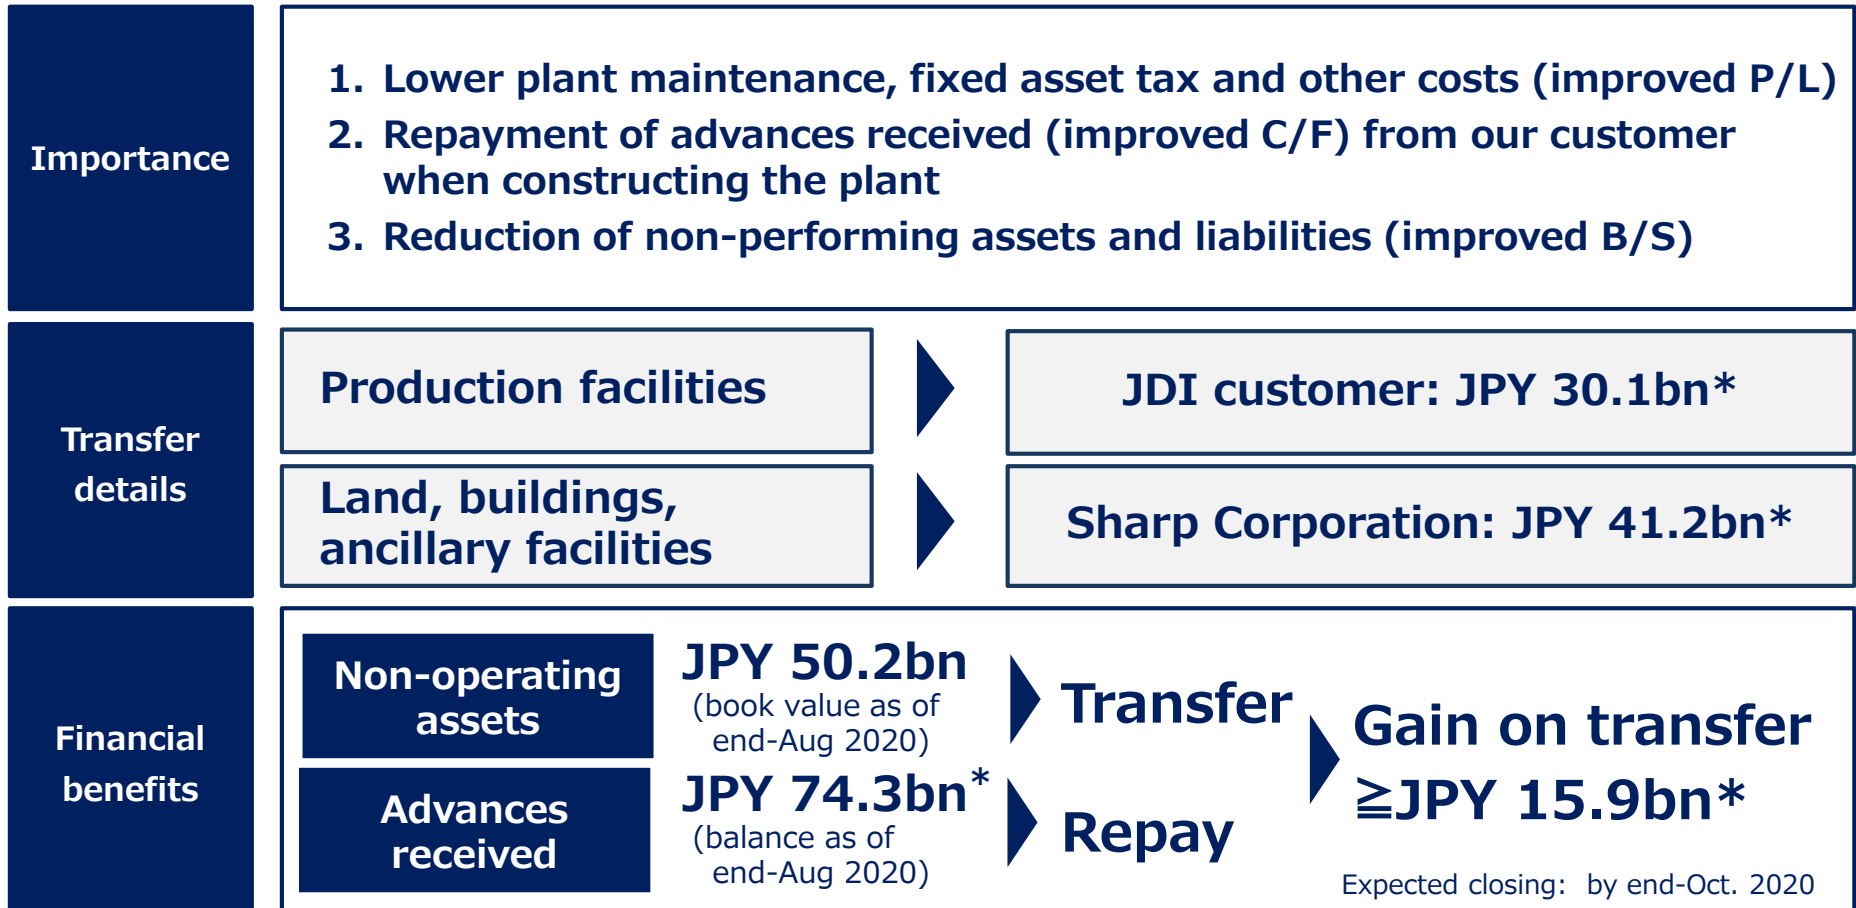 Importance
1. Lower plant maintenance, fixed asset tax and other costs (improved P/L)
2. Repayment of advances received (improved C/F) from our customer
when constructing the plant
3. Reduction of non-performing assets and liabilities (improved B/S)
Transfer
details
Production facilities
JDI customer: JPY 30.1bn*
Land, buildings,
ancillary facilities
Sharp Corporation: JPY 41.2bn*
Financial
benefits
Non-operating
assets
JPY 50.2bn
(book value as of
end-Aug 2020)
Transfer
Advances
received
JPY 74.3bn*
(balance as of
end-Aug 2020)
Repay
Gain on transfer
≧JPY 15.9bn*
Expected closing: by end-Oct. 2020